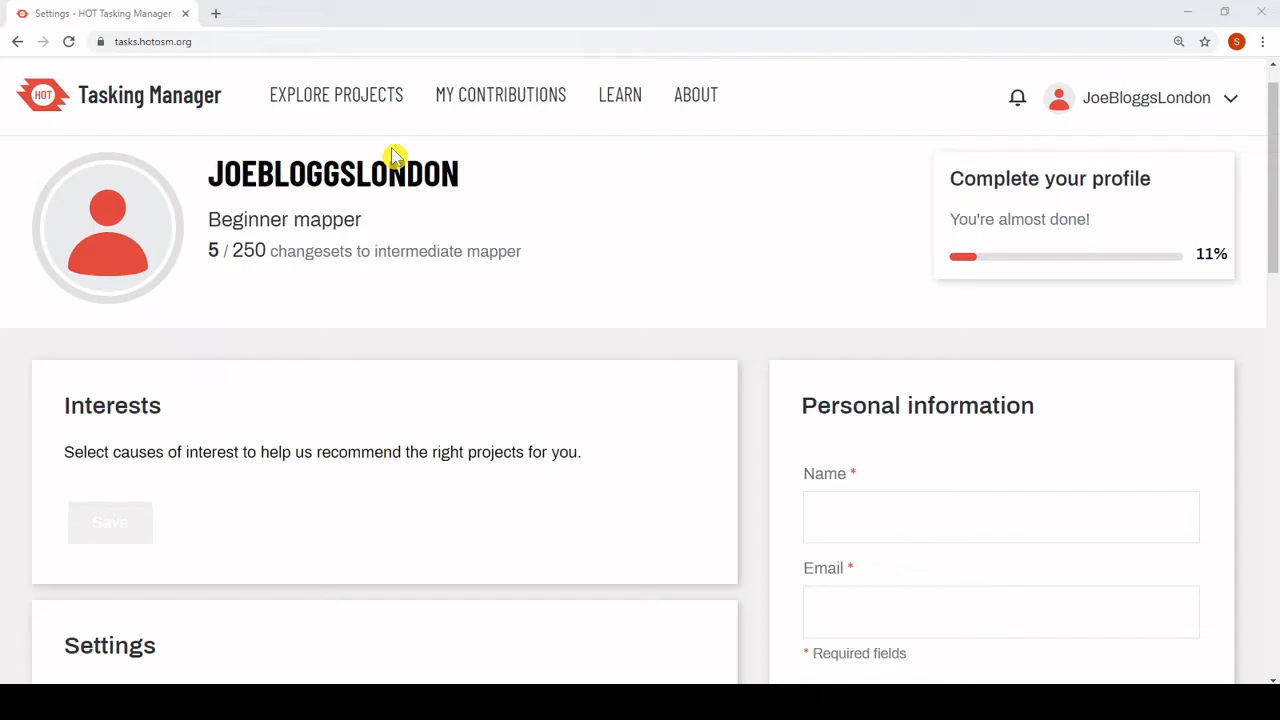 Settings - HOT Tasking Manager
tasks.hotosm.org
S
HOT
Tasking Manager
EXPLORE PROJECTS
MY CONTRIBUTIONS
LEARN
ABOUT
JoeBloggsLondon
JOEBLOGGSLONDON
Beginner mapper
5 / 250 changesets to intermediate mapper
Complete your profile
You're almost done!
11%
Interests
Select causes of interest to help us recommend the right projects for you.
Save
Settings
Personal information
Name *
Email *
* Required fields